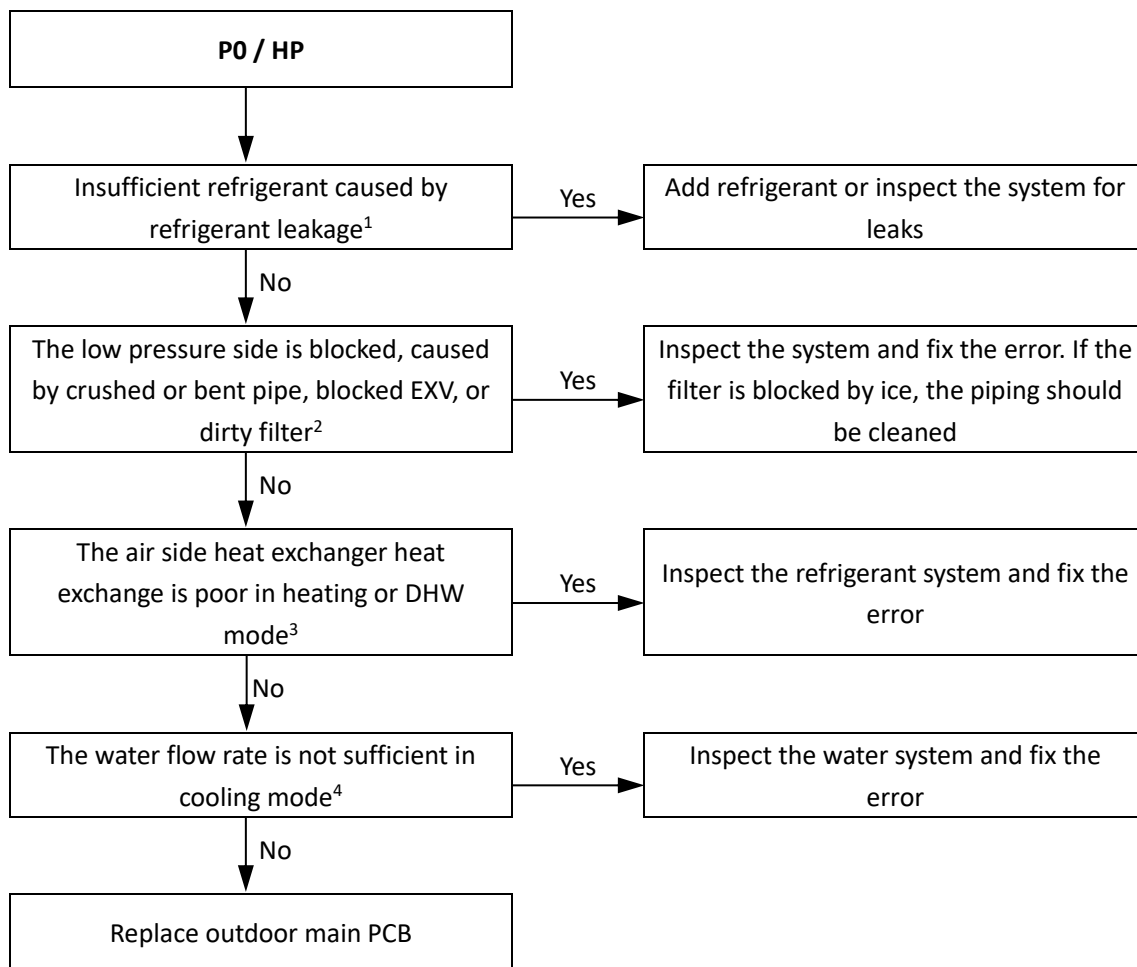 P0 / HP
Insufficient refrigerant caused by
refrigerant leakage¹
Yes
Add refrigerant or inspect the system for
leaks
No
The low pressure side is blocked, caused
by crushed or bent pipe, blocked EXV, or
dirty filter²
Yes
Inspect the system and fix the error. If the
filter is blocked by ice, the piping should
be cleaned
No
The air side heat exchanger heat
exchange is poor in heating or DHW
mode³
Yes
Inspect the refrigerant system and fix the
error
No
The water flow rate is not sufficient in
cooling mode⁴
Yes
Inspect the water system and fix the
error
No
Replace outdoor main PCB